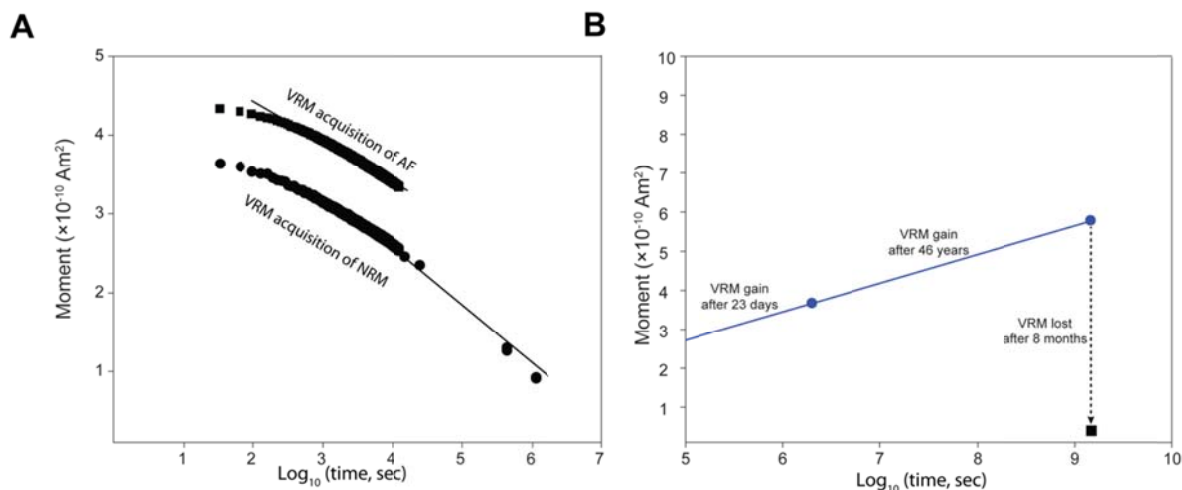 A
5
4
3
2
1
Moment (×10⁻¹⁰ Am²)
VRM acquisition of AF
VRM acquisition of NRM
1 2 3 4 5 6 7
Log₁₀ (time, sec)
B
10
9
8
7
6
5
4
3
2
1
Moment (×10⁻¹⁰ Am²)
VRM gain
after 46 years
VRM gain
after 23 days
VRM lost
after 8 months
5 6 7 8 9 10
Log₁₀ (time, sec)